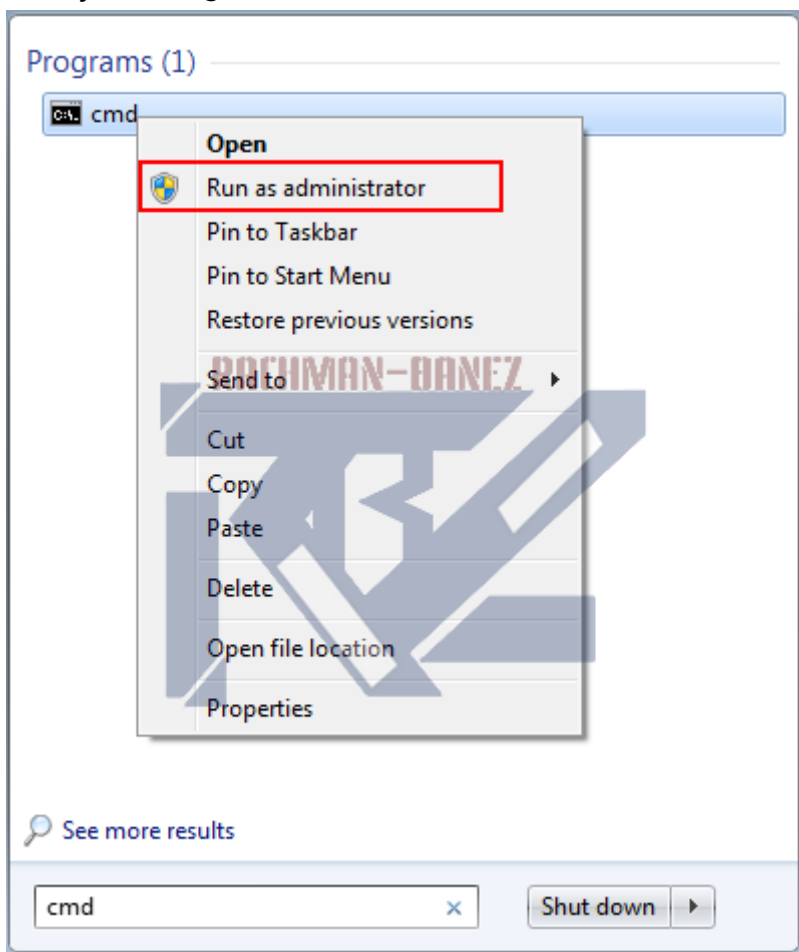 Programs (1)
cmd
Open
Run as administrator
Pin to Taskbar
Pin to Start Menu
Restore previous versions
RACHMAN-BANEZ
Send to
Cut
Copy
Paste
Delete
Open file location
Properties
See more results
cmd
Shut down